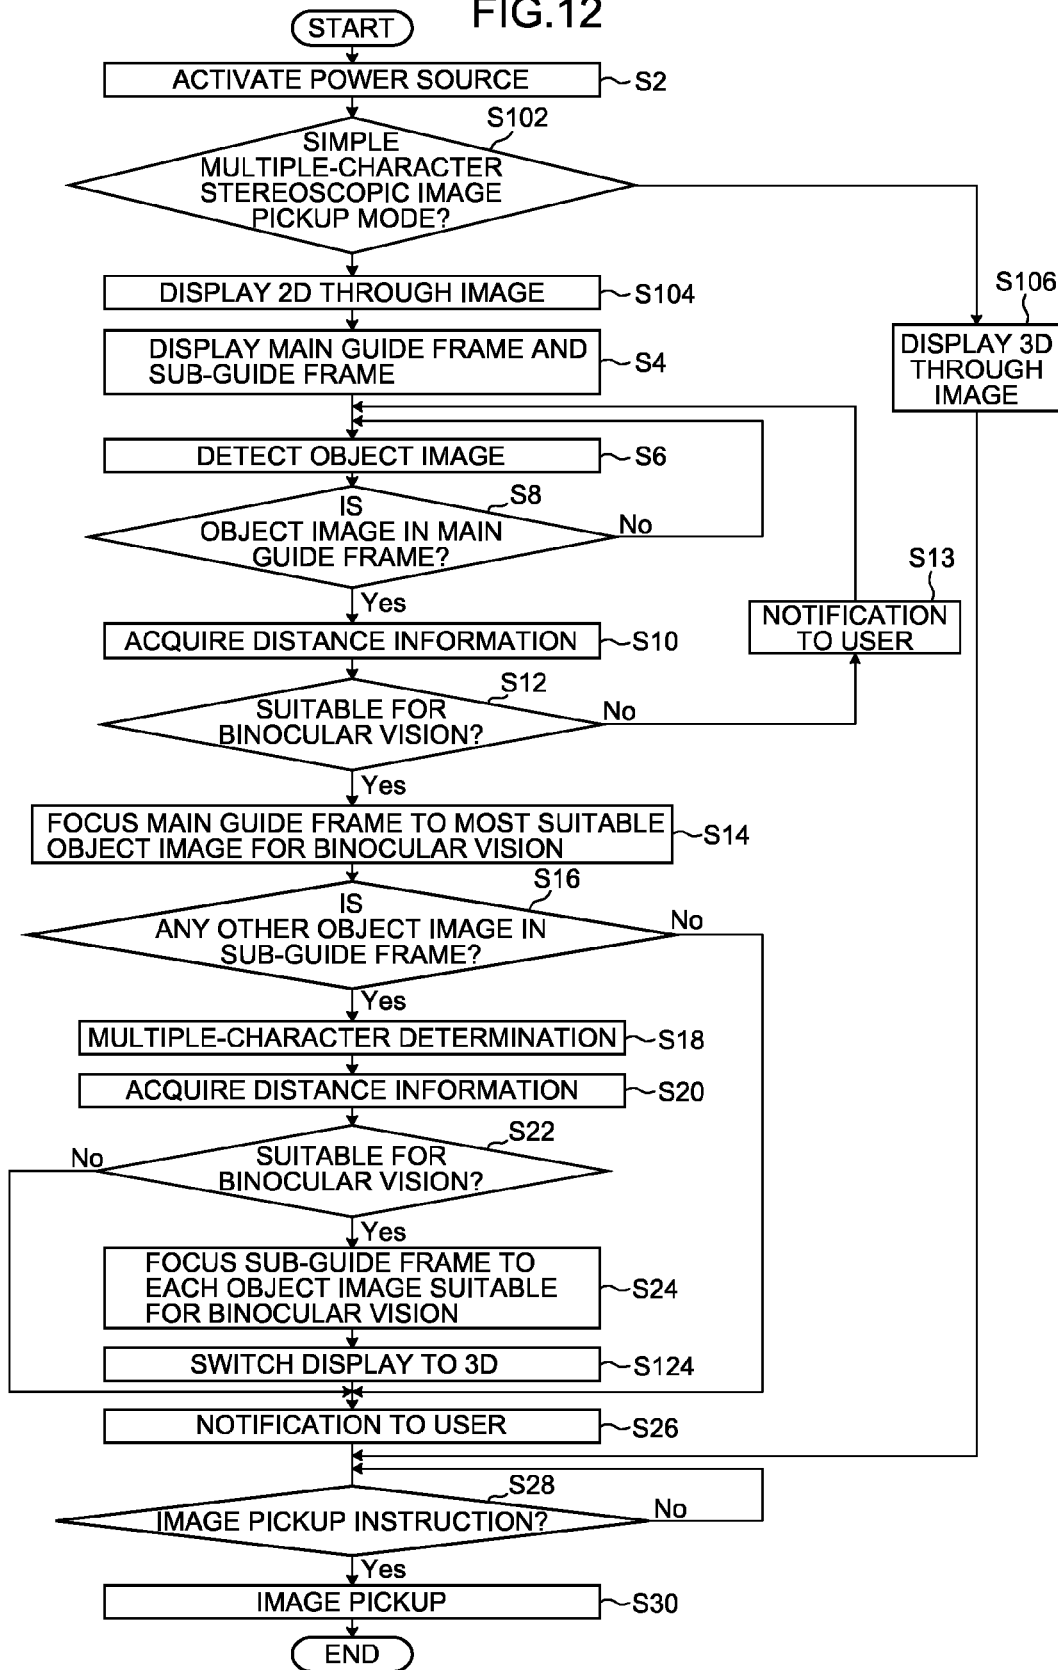 FIG.12
START
ACTIVATE POWER SOURCE
S2
S102
SIMPLE
MULTIPLE-CHARACTER
STEREOSCOPIC IMAGE
PICKUP MODE?
DISPLAY 2D THROUGH IMAGE
S104
S106
DISPLAY 3D
THROUGH
IMAGE
DISPLAY MAIN GUIDE FRAME AND
SUB-GUIDE FRAME
S4
DETECT OBJECT IMAGE
S6
S8
IS
OBJECT IMAGE IN MAIN
GUIDE FRAME?
No
Yes
S13
NOTIFICATION
TO USER
ACQUIRE DISTANCE INFORMATION
S10
S12
SUITABLE FOR
BINOCULAR VISION?
No
Yes
FOCUS MAIN GUIDE FRAME TO MOST SUITABLE
OBJECT IMAGE FOR BINOCULAR VISION
S14
S16
IS
ANY OTHER OBJECT IMAGE IN
SUB-GUIDE FRAME?
No
Yes
MULTIPLE-CHARACTER DETERMINATION
S18
ACQUIRE DISTANCE INFORMATION
S20
S22
SUITABLE FOR
BINOCULAR VISION?
No
Yes
FOCUS SUB-GUIDE FRAME TO
EACH OBJECT IMAGE SUITABLE
FOR BINOCULAR VISION
S24
SWITCH DISPLAY TO 3D
S124
NOTIFICATION TO USER
S26
S28
IMAGE PICKUP INSTRUCTION?
No
Yes
IMAGE PICKUP
S30
END